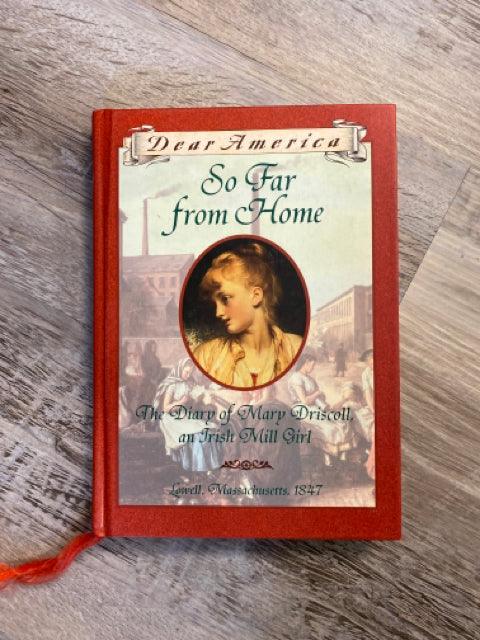 Dear America
So Far
from Home
The Diary of Mary Driscoll,
an Irish Mill Girl
Lowell, Massachusetts, 1847